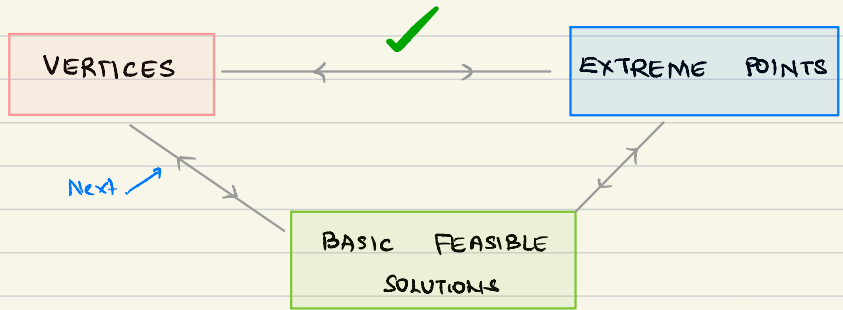 VERTICES
EXTREME POINTS
Next
BASIC FEASIBLE
SOLUTIONS